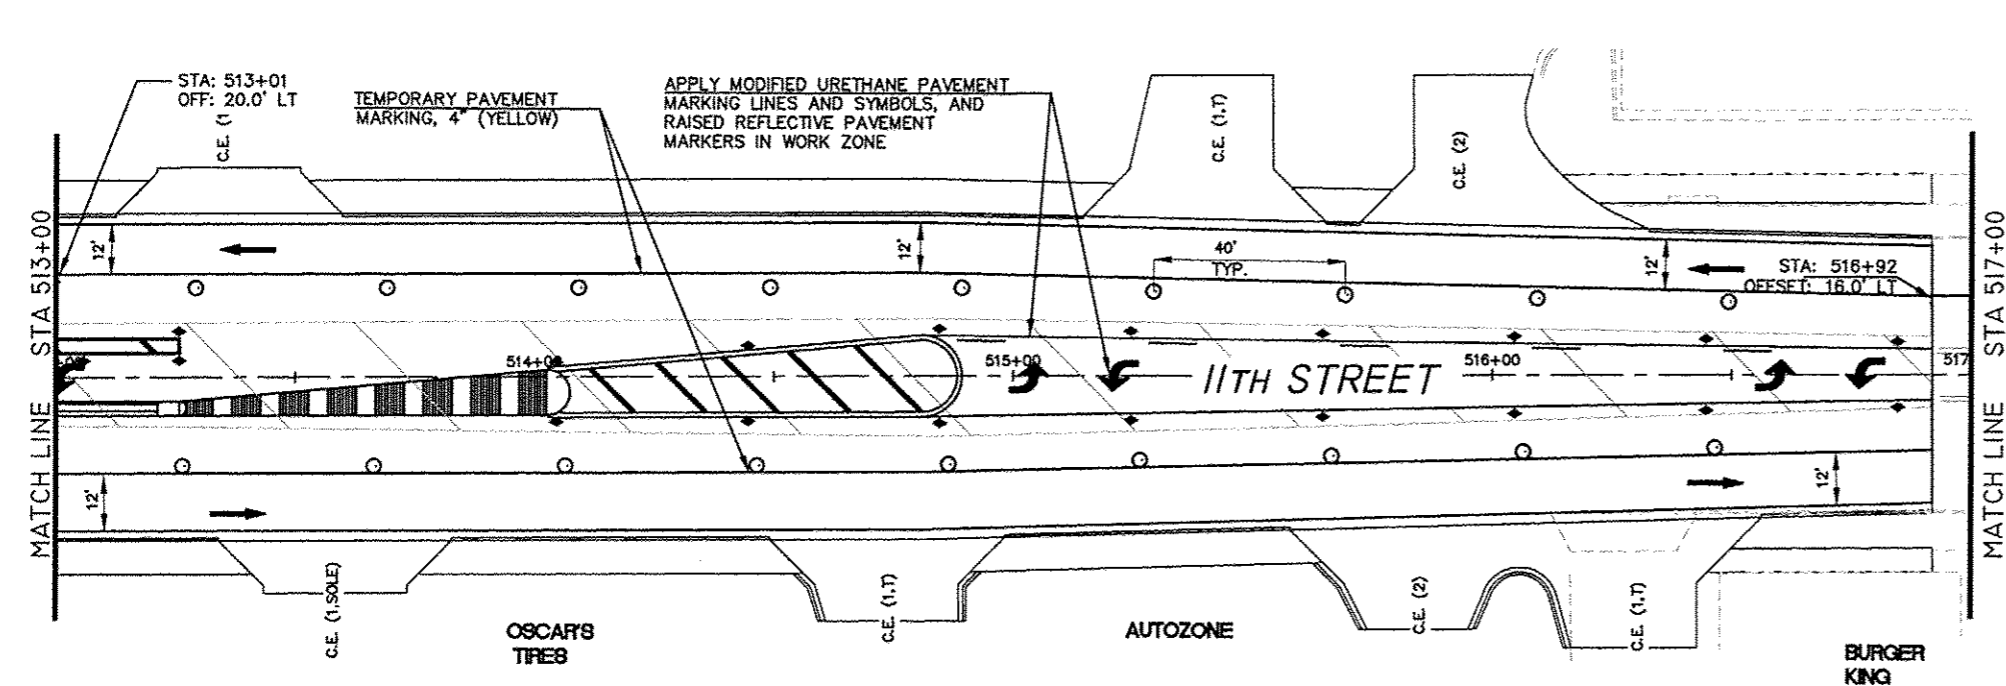 STA: 513+01
OFF: 20.0' LT
TEMPORARY PAVEMENT
MARKING, 4" (YELLOW)
APPLY MODIFIED URETHANE PAVEMENT
MARKING LINES AND SYMBOLS, AND
RAISED REFLECTIVE PAVEMENT
MARKERS IN WORK ZONE
C.E. (1
C.E. (1,T)
C.E. (2)
MATCH LINE STA 513+00
12'
12'
40'
TYP.
12'
STA: 516+92
OFFSET: 16.0' LT
MATCH LINE STA 517+00
514+00
515+00
11TH STREET
516+00
517
12'
12'
C.E. (1,SOLE)
C.E. (1,T)
C.E. (2)
C.E. (1,T)
OSCAR'S
TIRES
AUTOZONE
BURGER
KING